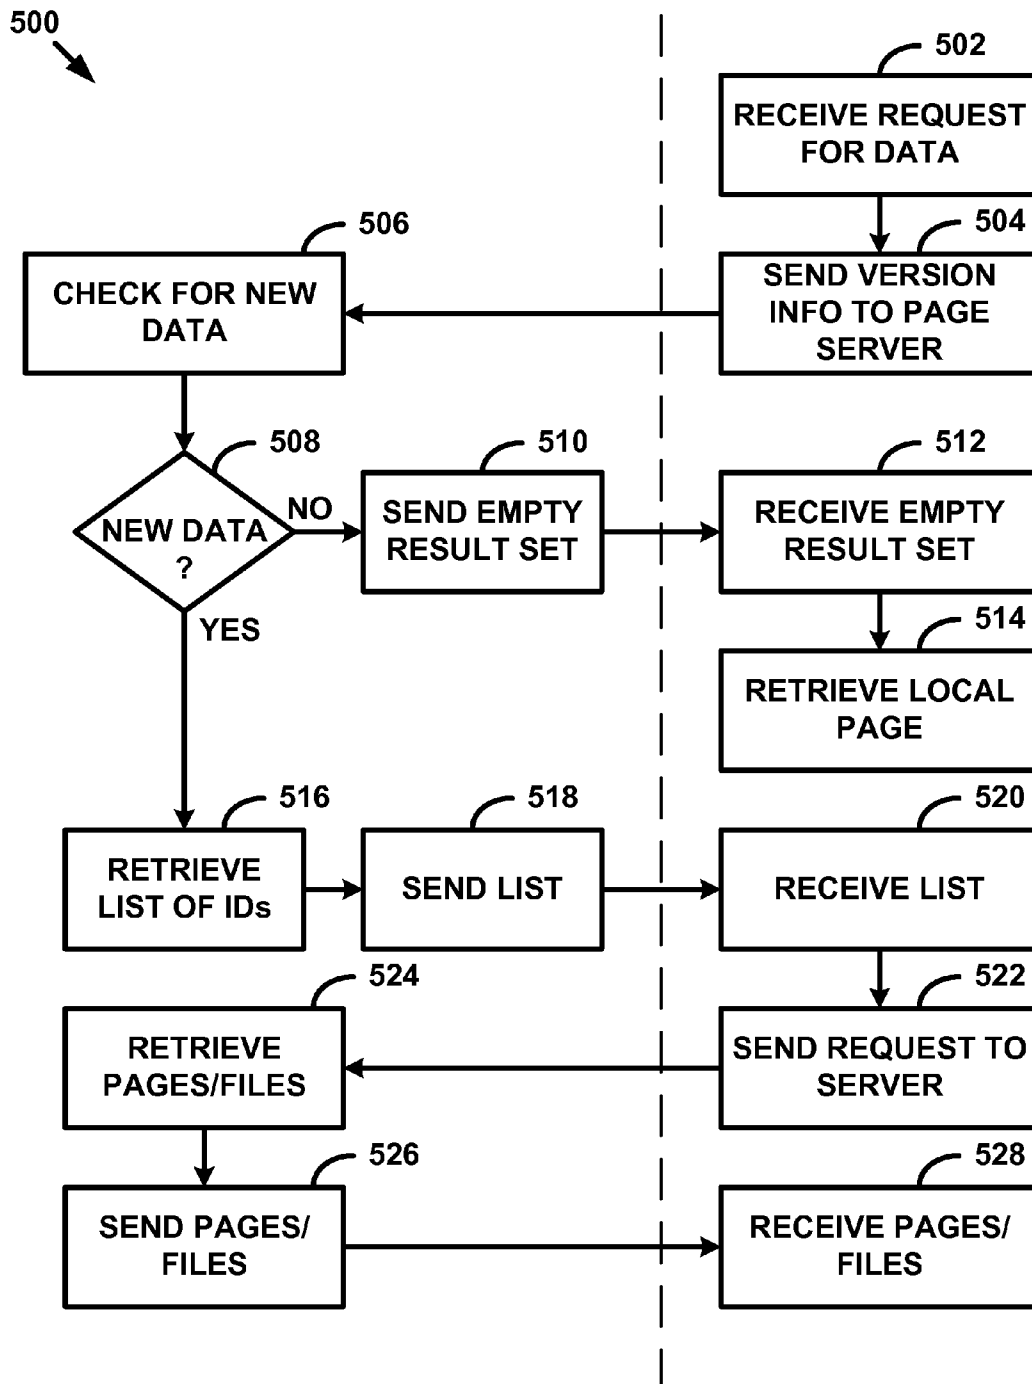 500
502
RECEIVE REQUEST
FOR DATA
504
SEND VERSION
INFO TO PAGE
SERVER
506
CHECK FOR NEW
DATA
508
NEW DATA
?
NO
YES
510
SEND EMPTY
RESULT SET
512
RECEIVE EMPTY
RESULT SET
514
RETRIEVE LOCAL
PAGE
516
RETRIEVE
LIST OF IDs
518
SEND LIST
520
RECEIVE LIST
522
SEND REQUEST TO
SERVER
524
RETRIEVE
PAGES/FILES
526
SEND PAGES/
FILES
528
RECEIVE PAGES/
FILES